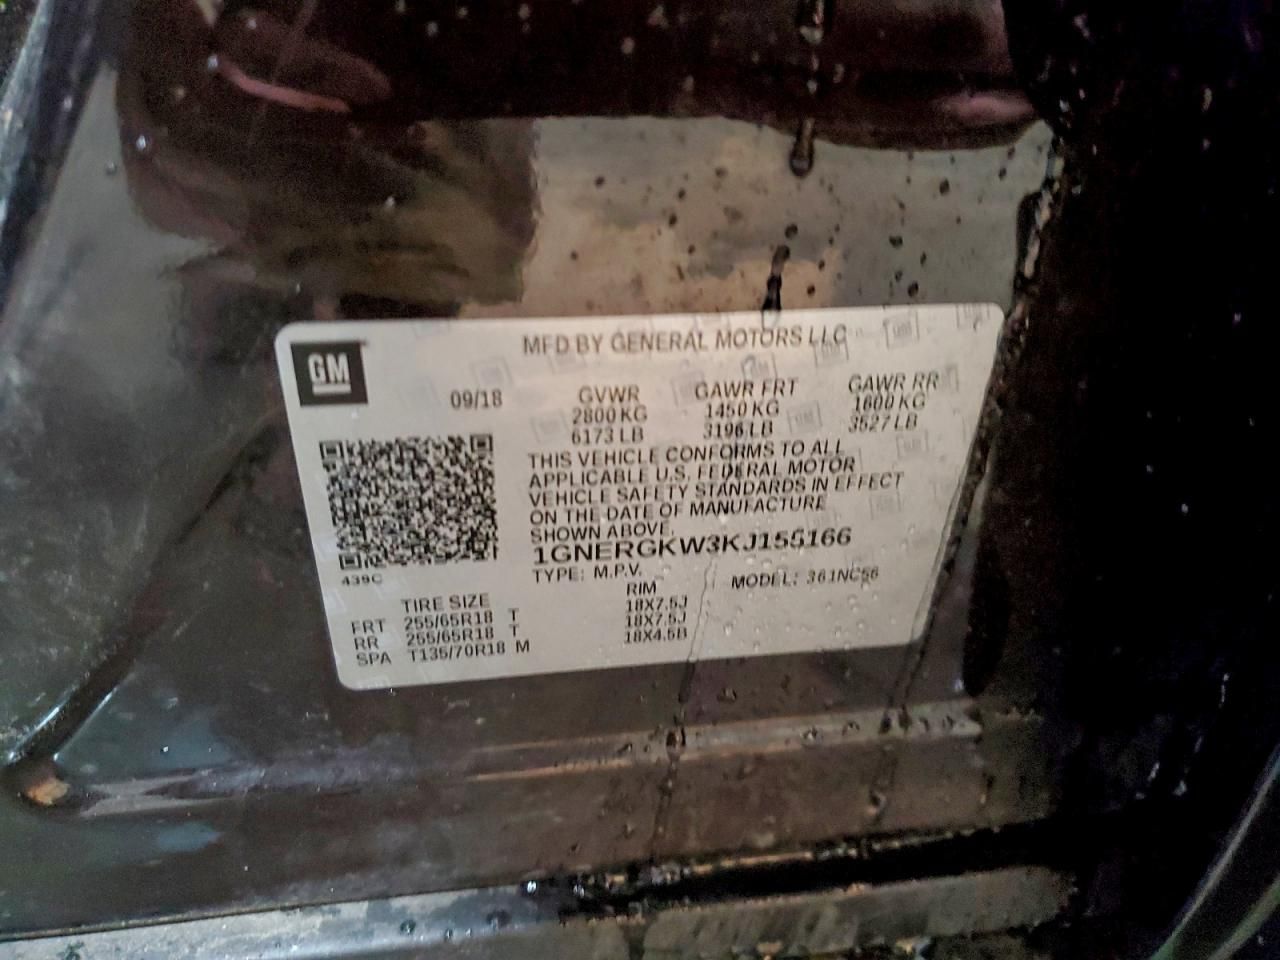 GM
MFD BY GENERAL MOTORS LLC
09/18 GVWR GAWR FRT GAWR RR
2800 KG 1450 KG 1600 KG
6173 LB 3196 LB 3527 LB
THIS VEHICLE CONFORMS TO ALL
APPLICABLE U.S. FEDERAL MOTOR
VEHICLE SAFETY STANDARDS IN EFFECT
ON THE DATE OF MANUFACTURE
SHOWN ABOVE.
1GNERGKW3KJ155166
TYPE: M.P.V. MODEL: 361NC56
439C
TIRE SIZE RIM
FRT 255/65R18 T 18X7.5J
RR 255/65R18 T 18X7.5J
SPA T135/70R18 M 18X4.5B